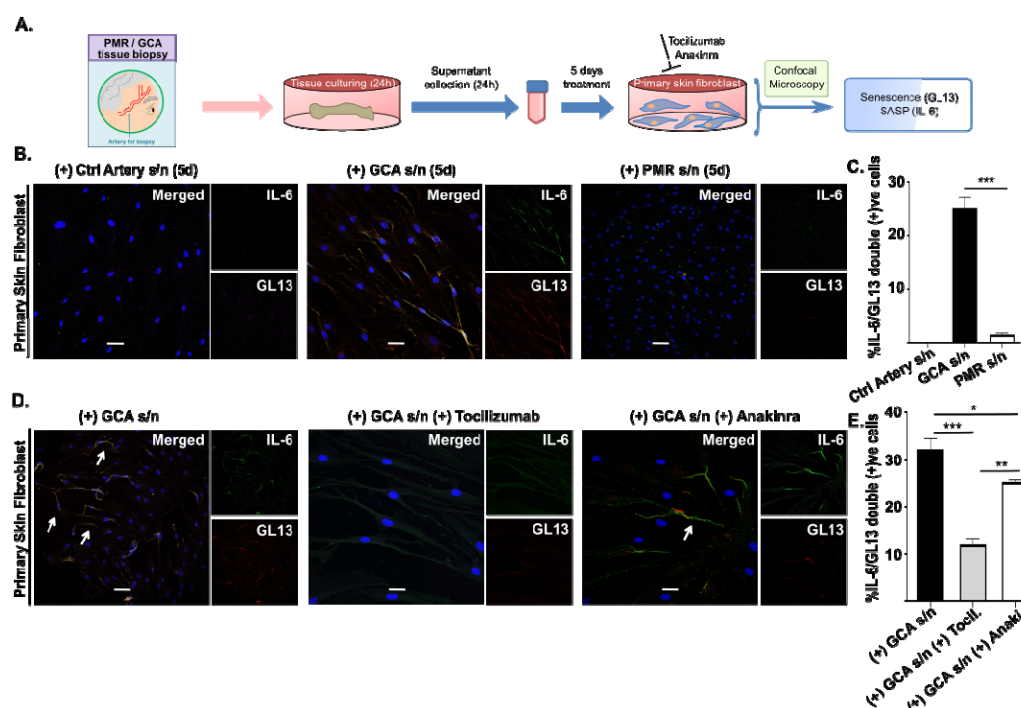 A.
PMR / GCA
tissue biopsy
Artery for biopsy
Tissue culturing (24h)
Supernatant
collection (24h)
5 days
treatment
Tocilizumab
Anakinra
Primary skin fibroblast
Confocal
Microscopy
Senescence (GL13)
SASP (IL 6)
B.
(+) Ctrl Artery s/n (5d)
(+) GCA s/n (5d)
(+) PMR s/n (5d)
Primary Skin Fibroblast
Merged
IL-6
GL13
Merged
IL-6
GL13
Merged
IL-6
GL13
C.
%IL-6/GL13 double (+)ve cells
30
20
10
***
Ctrl Artery s/n
GCA s/n
PMR s/n
D.
(+) GCA s/n
(+) GCA s/n (+) Tocilizumab
(+) GCA s/n (+) Anakinra
Primary Skin Fibroblast
Merged
IL-6
GL13
Merged
IL-6
GL13
Merged
IL-6
GL13
E.
%IL-6/GL13 double (+)ve cells
40
30
20
10
*
***
**
(+) GCA s/n
(+) GCA s/n (+) Tocil.
(+) GCA s/n (+) Anaki